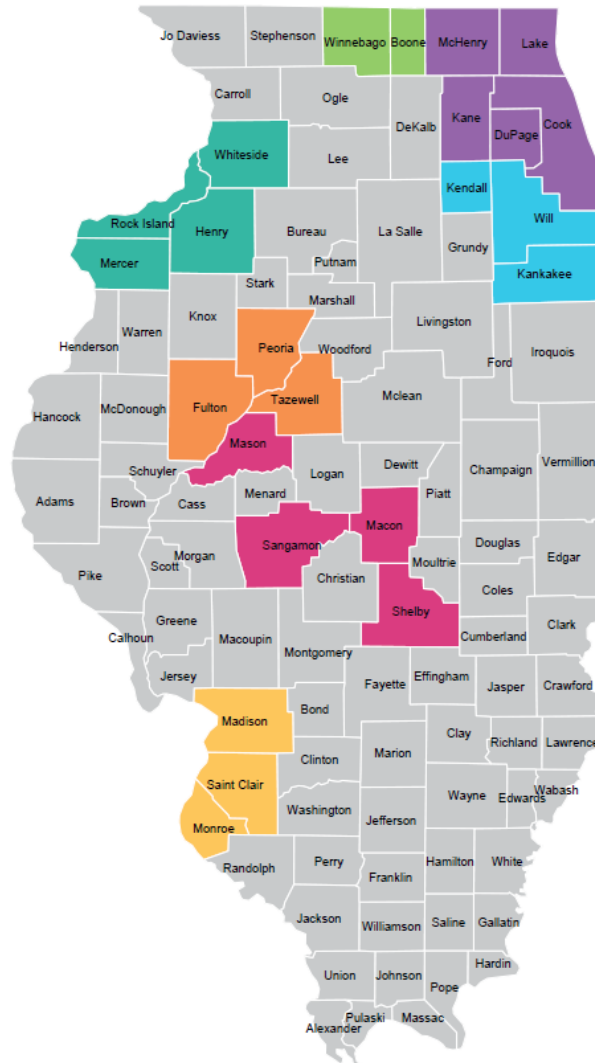 Jo Daviess
Stephenson
Winnebago
Boone
McHenry
Lake
Carroll
Ogle
DeKalb
Kane
Cook
DuPage
Whiteside
Lee
Kendall
Will
Rock Island
Henry
Bureau
La Salle
Grundy
Mercer
Putnam
Kankakee
Stark
Marshall
Knox
Livingston
Warren
Henderson
Peoria
Woodford
Ford
Iroquois
Hancock
McDonough
Fulton
Tazewell
Mclean
Mason
Schuyler
Logan
Dewitt
Champaign
Vermillion
Adams
Brown
Cass
Menard
Piatt
Macon
Sangamon
Douglas
Edgar
Pike
Scott
Morgan
Christian
Moultrie
Coles
Shelby
Calhoun
Greene
Macoupin
Montgomery
Cumberland
Clark
Jersey
Fayette
Effingham
Jasper
Crawford
Madison
Bond
Clay
Richland
Lawrence
Clinton
Marion
Saint Clair
Wayne
Edwards
Wabash
Washington
Jefferson
Monroe
Randolph
Perry
Hamilton
White
Franklin
Jackson
Williamson
Saline
Gallatin
Hardin
Union
Johnson
Pope
Pulaski
Massac
Alexander